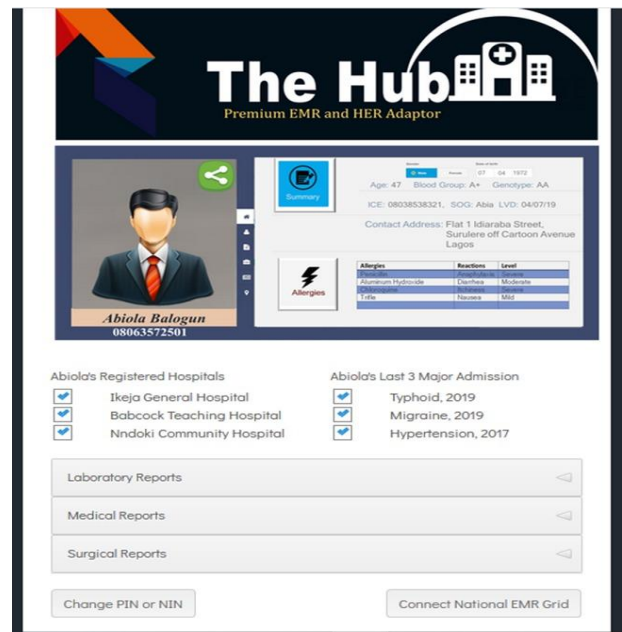 The Hub
Premium EMR and HER Adaptor
Summary
07 04 1972
Age: 47 Blood Group: A+ Genotype: AA
ICE: 08038538321, SOG: Abia LVD: 04/07/19
Contact Address: Flat 1 Idiaraba Street,
Surulere off Cartoon Avenue
Lagos
Allergies
Allergies Reactions Level
Penicillin Anaphylaxis Severe
Aluminum Hydroxide Diarrhea Moderate
Chloroquine Itchiness Severe
Trifle Nausea Mild
Abiola Balogun
08063572501
Abiola's Registered Hospitals
Ikeja General Hospital
Babcock Teaching Hospital
Nndoki Community Hospital
Abiola's Last 3 Major Admission
Typhoid, 2019
Migraine, 2019
Hypertension, 2017
Laboratory Reports
Medical Reports
Surgical Reports
Change PIN or NIN
Connect National EMR Grid